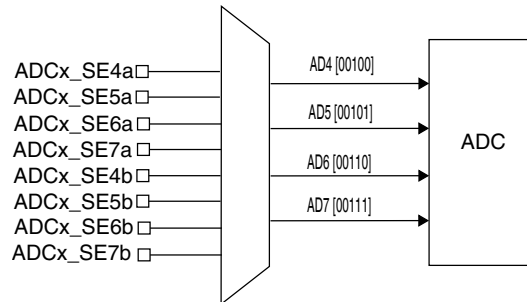 ADCx_SE4a
ADCx_SE5a
ADCx_SE6a
ADCx_SE7a
ADCx_SE4b
ADCx_SE5b
ADCx_SE6b
ADCx_SE7b
AD4 [00100]
AD5 [00101]
AD6 [00110]
AD7 [00111]
ADC